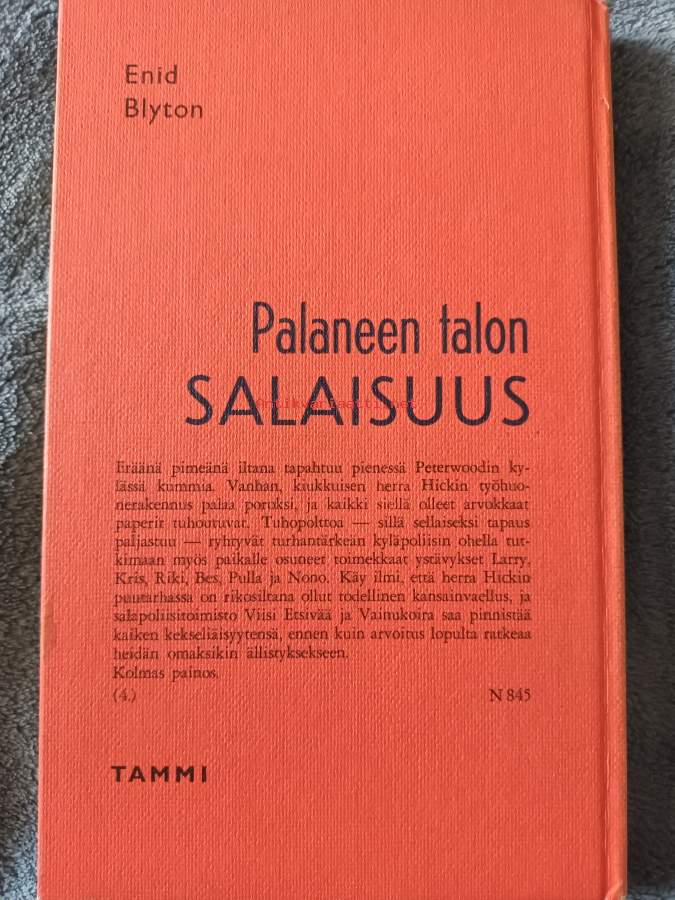 Enid
Blyton
Palaneen talon
SALAISUUS
Eräänä pimeänä iltana tapahtuu pienessä Peterwoodin ky-
lässä kummia. Vanhan, kiukkuisen herra Hickin työhuo-
nerakennus palaa poroksi, ja kaikki siellä olleet arvokkaat
paperit tuhoutuvat. Tuhopolttoa — sillä sellaiseksi tapaus
paljastuu — ryhtyvät turhantärkeän kyläpoliisin ohella tut-
kimaan myös paikalle osuneet toimekkaat ystävykset Larry,
Kris, Riki, Bes, Pulla ja Nono. Käy ilmi, että herra Hickin
puutarhassa on rikosiltana ollut todellinen kansainvaellus, ja
salapoliisitoimisto Viisi Etsivää ja Vainukoira saa pinnistää
kaiken kekseliäisyytensä, ennen kuin arvoitus lopulta ratkeaa
heidän omaksikin ällistyksekseen.
Kolmas painos.
(4.) N 845
TAMMI